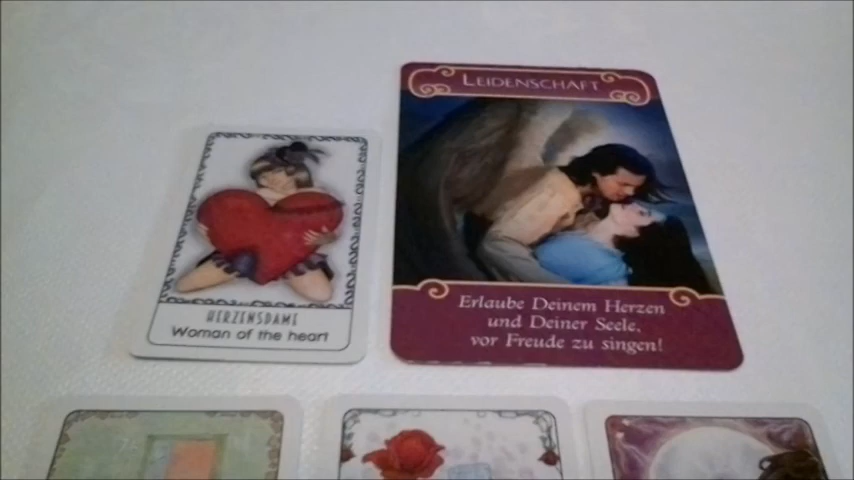 LEIDENSCHAFT
HERZENSDAME
Woman of the heart
Erlaube Deinem Herzen
und Deiner Seele,
vor Freude zu singen!